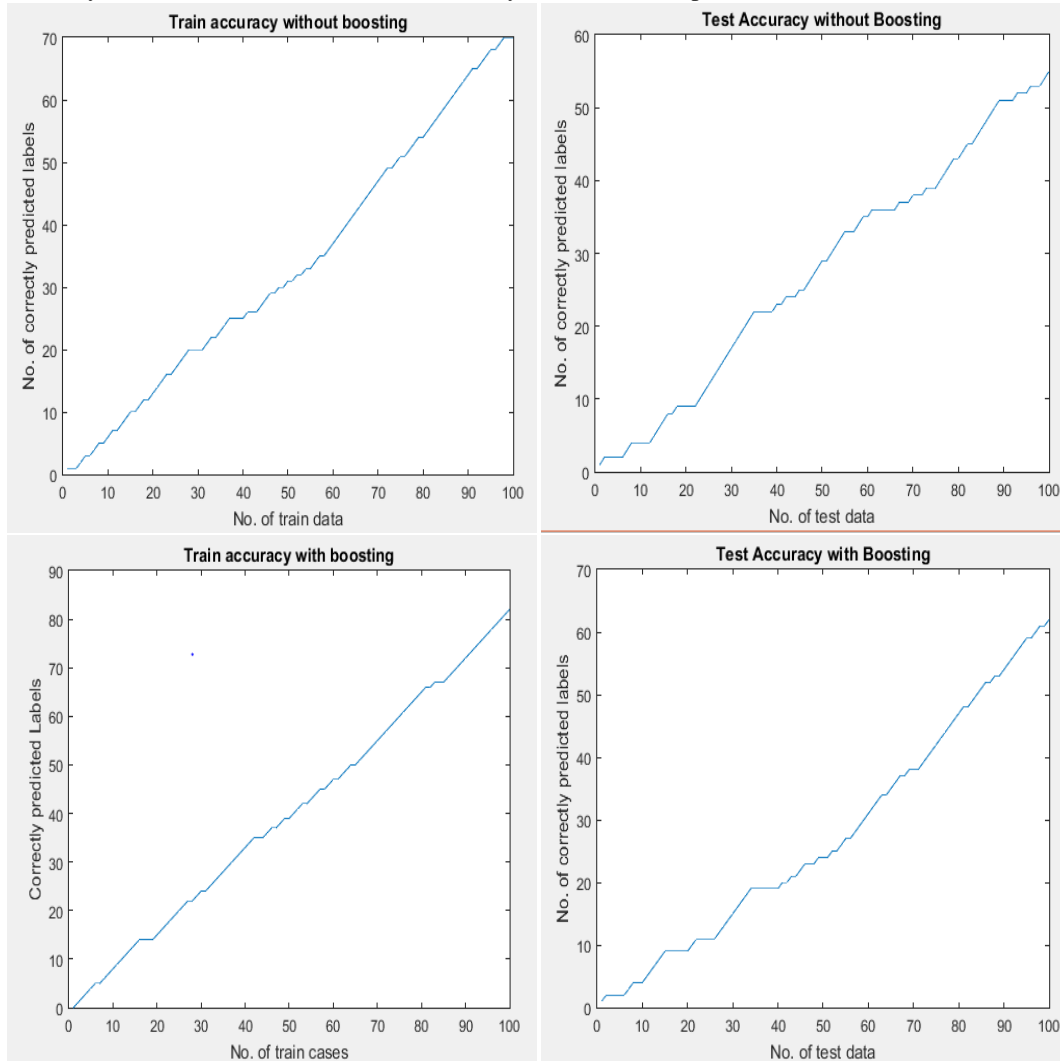 Train accuracy without boosting
70
60
50
40
30
20
10
0
No. of correctly predicted labels
0 10 20 30 40 50 60 70 80 90 100
No. of train data
Test Accuracy without Boosting
60
50
40
30
20
10
0
No. of correctly predicted labels
0 10 20 30 40 50 60 70 80 90 100
No. of test data
Train accuracy with boosting
90
80
70
60
50
40
30
20
10
0
Correctly predicted Labels
0 10 20 30 40 50 60 70 80 90 100
No. of train cases
Test Accuracy with Boosting
70
60
50
40
30
20
10
0
No. of correctly predicted labels
0 10 20 30 40 50 60 70 80 90 100
No. of test data